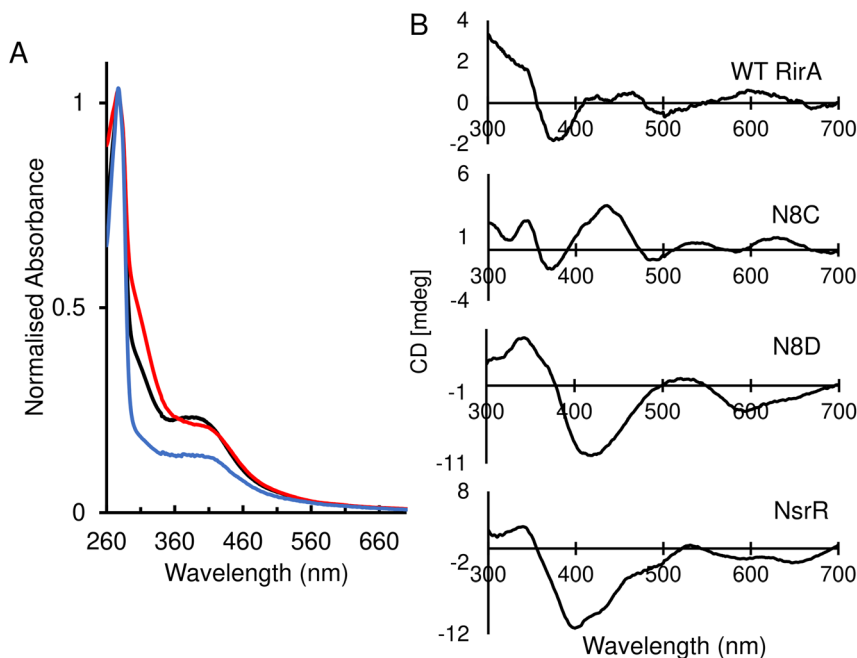 A
Normalised Absorbance
1
0.5
0
260 360 460 560 660
Wavelength (nm)
B
CD [mdeg]
4
2
0
-2
WT RirA
300 400 500 600 700
6
1
-4
N8C
300 400 500 600 700
-1
-11
N8D
300 400 500 600 700
8
-2
-12
NsrR
300 400 500 600 700
Wavelength (nm)